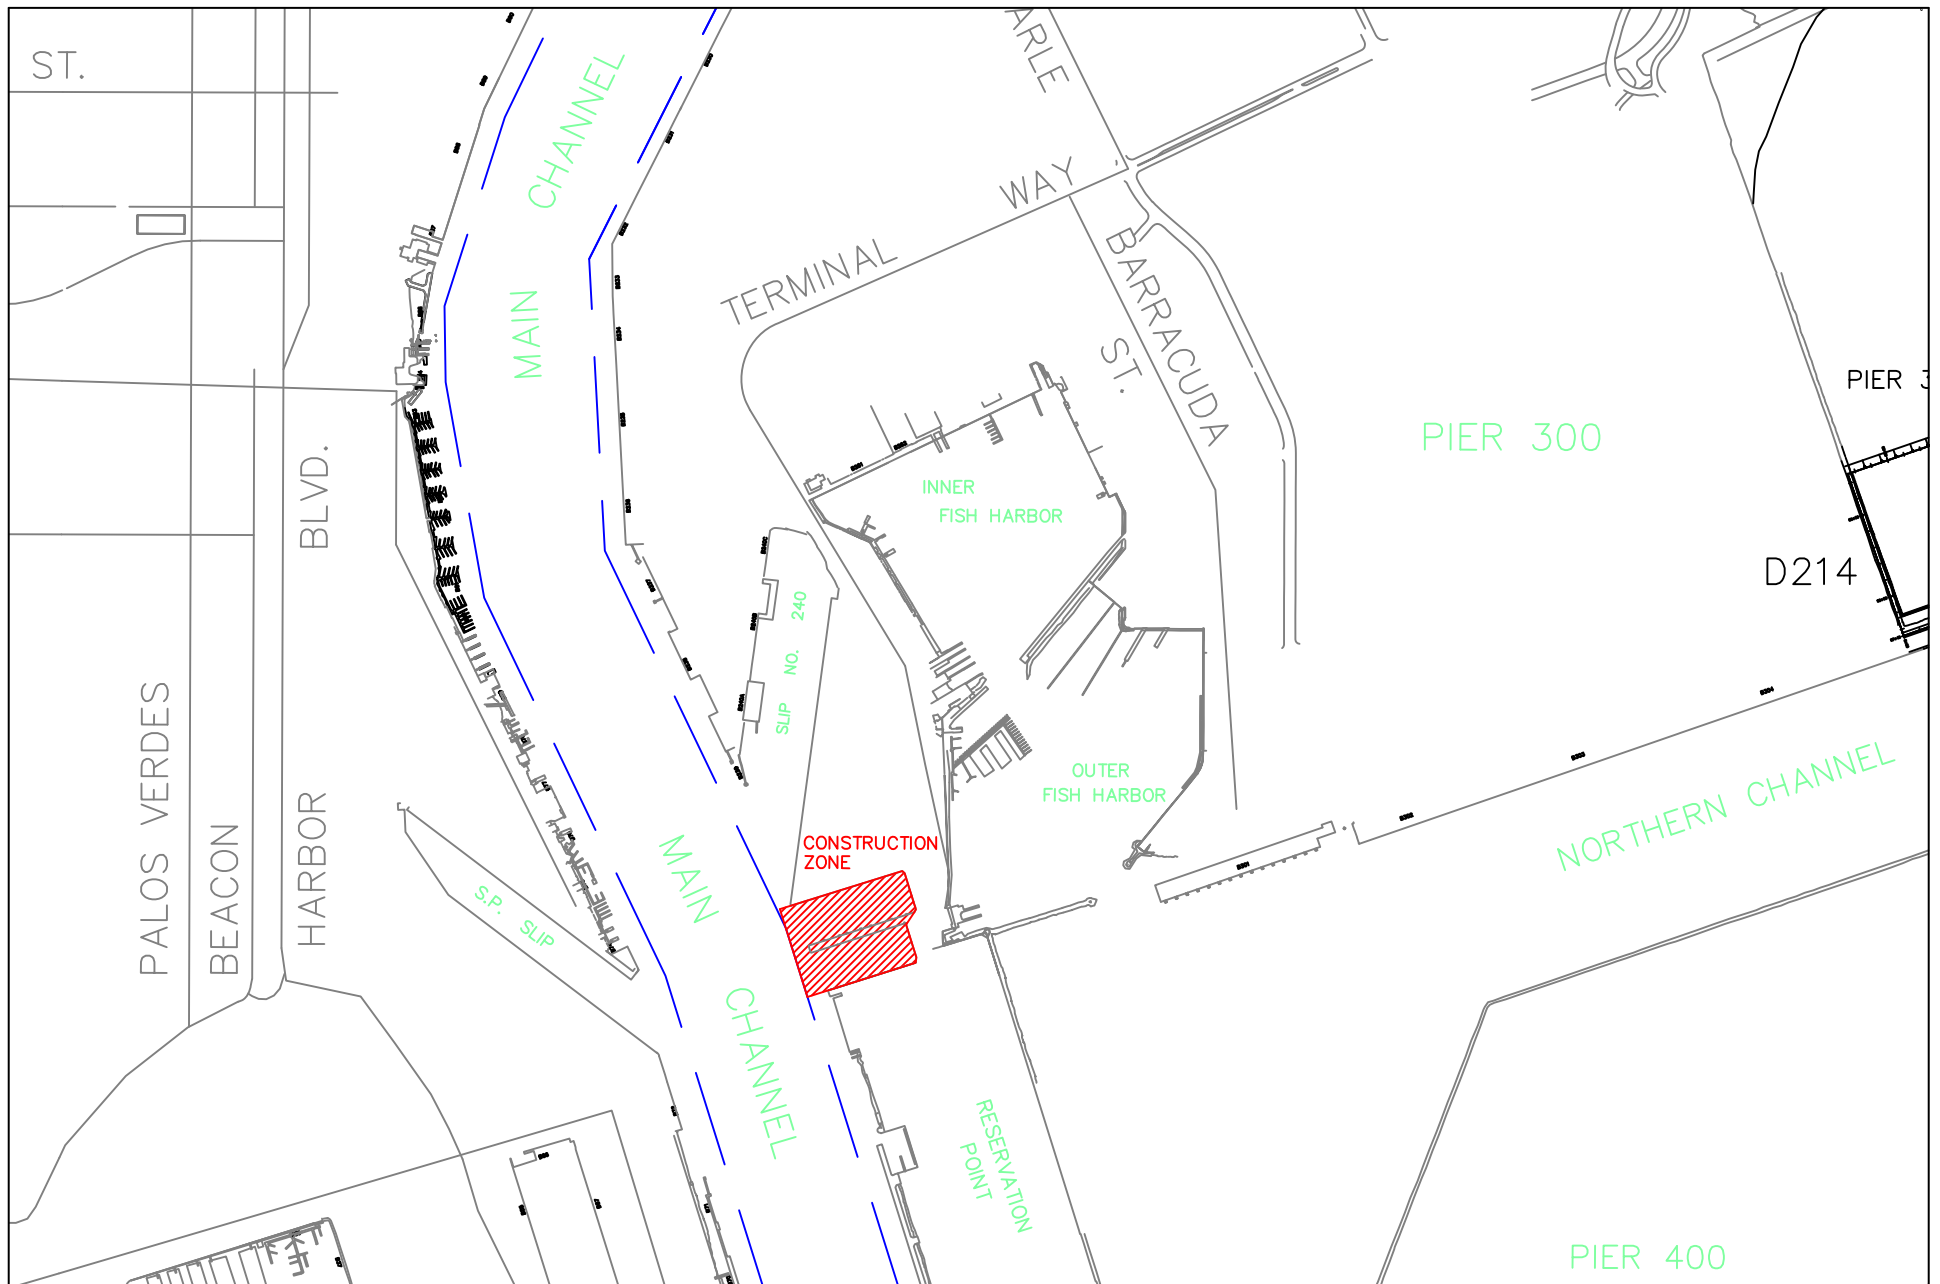 ST.
CHANNEL
MAIN
ARLE
TERMINAL WAY
BARRACUDA
ST.
PIER 300
PIER 3
D214
INNER
FISH HARBOR
SLIP NO. 240
OUTER
FISH HARBOR
NORTHERN CHANNEL
PALOS VERDES
BEACON
HARBOR BLVD.
S.P. SLIP
MAIN
CHANNEL
CONSTRUCTION
ZONE
RESERVATION
POINT
PIER 400